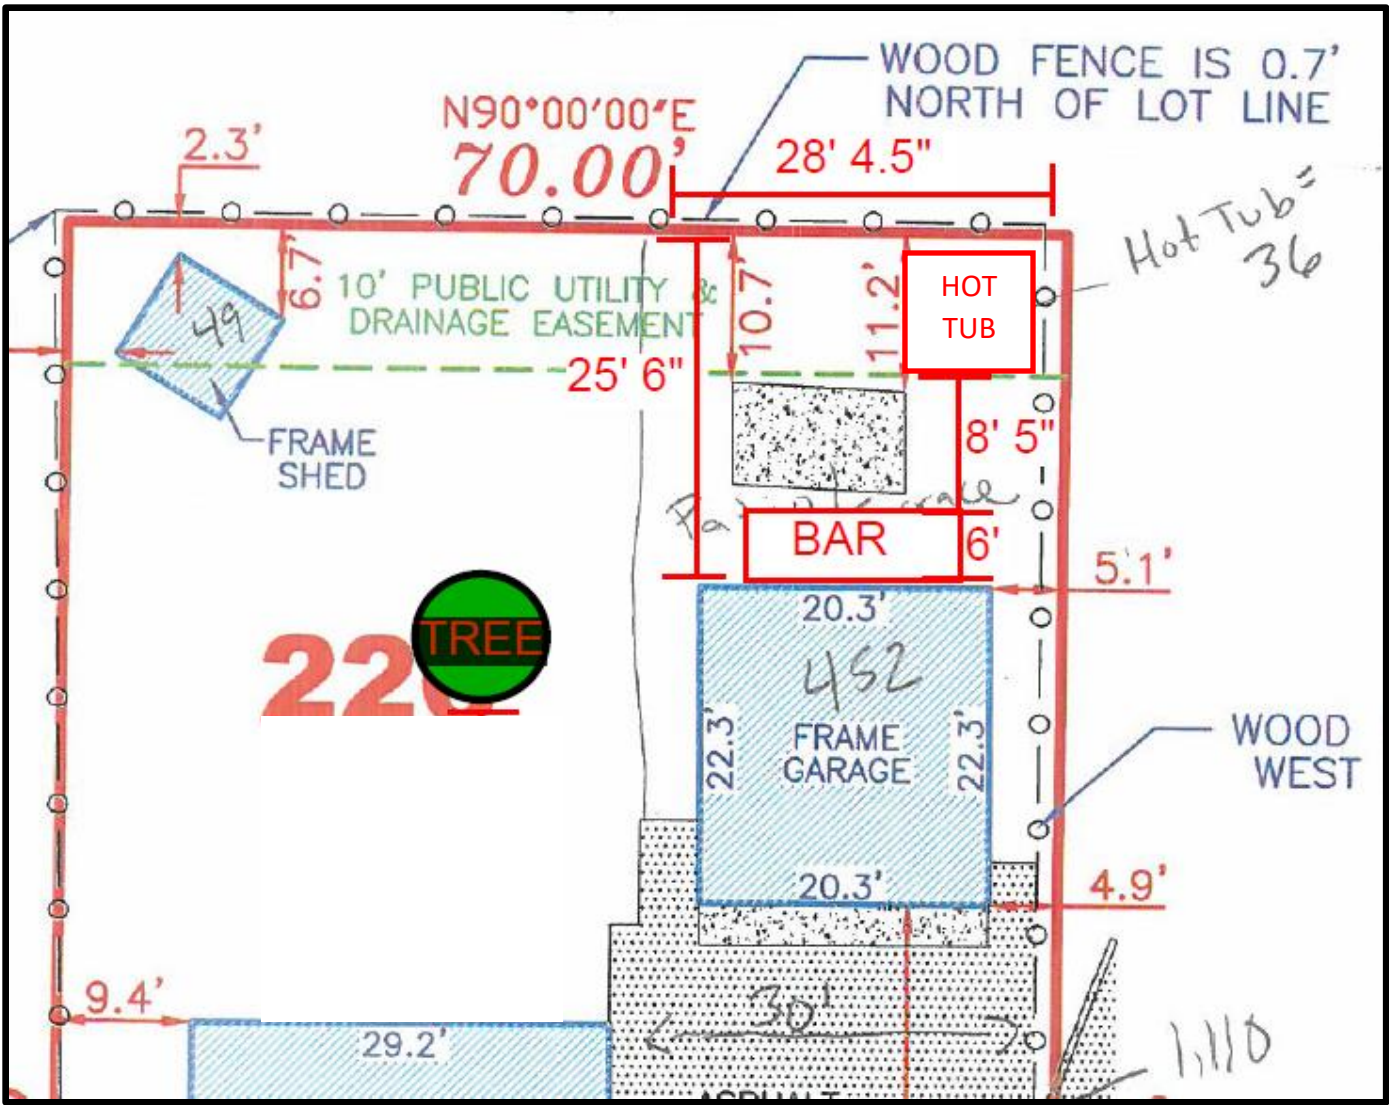 WOOD FENCE IS 0.7'
NORTH OF LOT LINE
N90°00'00"E
70.00'
2.3'
28' 4.5"
Hot Tub =
36
6.7'
10' PUBLIC UTILITY &
DRAINAGE EASEMENT
10.7'
11.2'
HOT
TUB
49
25' 6"
FRAME
SHED
8' 5"
BAR
6'
5.1'
20.3'
TREE
452
22.3'
FRAME
GARAGE
22.3'
WOOD
WEST
20.3'
4.9'
9.4'
30'
29.2'
1,110
ASPHALT